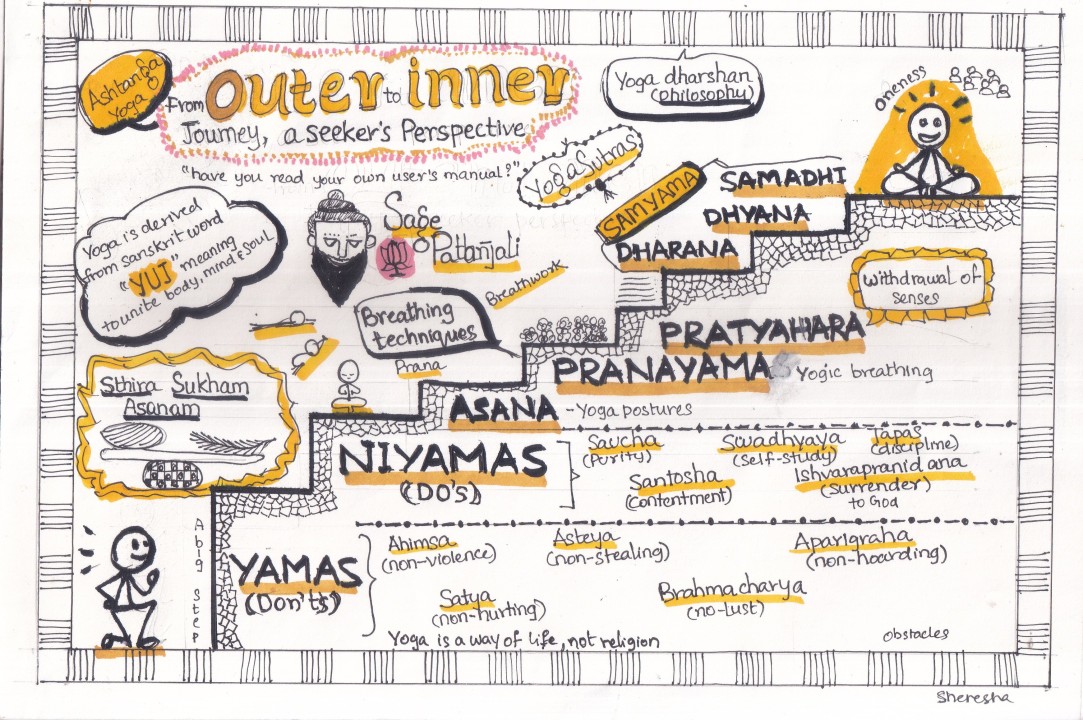 Ashtanga
Yoga
From Outer to inner
Journey, a seeker's Perspective
"have you read your own user's manual?"
Yoga dharshan
(philosophy)
oneness
Yoga Sutras
Yoga is derived
from sanskrit word
"YUJ" meaning
to unite body, mind & soul
Sage
Patanjali
SAMYAMA
SAMADHI
DHYANA
DHARANA
Withdrawal of
senses
Breathwork
Breathing
techniques
Prana
PRATYAHARA
PRANAYAMA
Yogic breathing
Sthira Sukham
Asanam
ASANA
-Yoga postures
NIYAMAS
(DO's)
Saucha
(Purity)
Santosha
(contentment)
Swadhyaya
(self-study)
Tapas
(discipline)
Ishvarapranidana
(surrender)
to God
A big step
YAMAS
(Don'ts)
Ahimsa
(non-violence)
Satya
(non-hurting)
Asteya
(non-stealing)
Brahmacharya
(no-lust)
Aparigraha
(non-hoarding)
Yoga is a way of life, not religion
obstacles
Sheresha